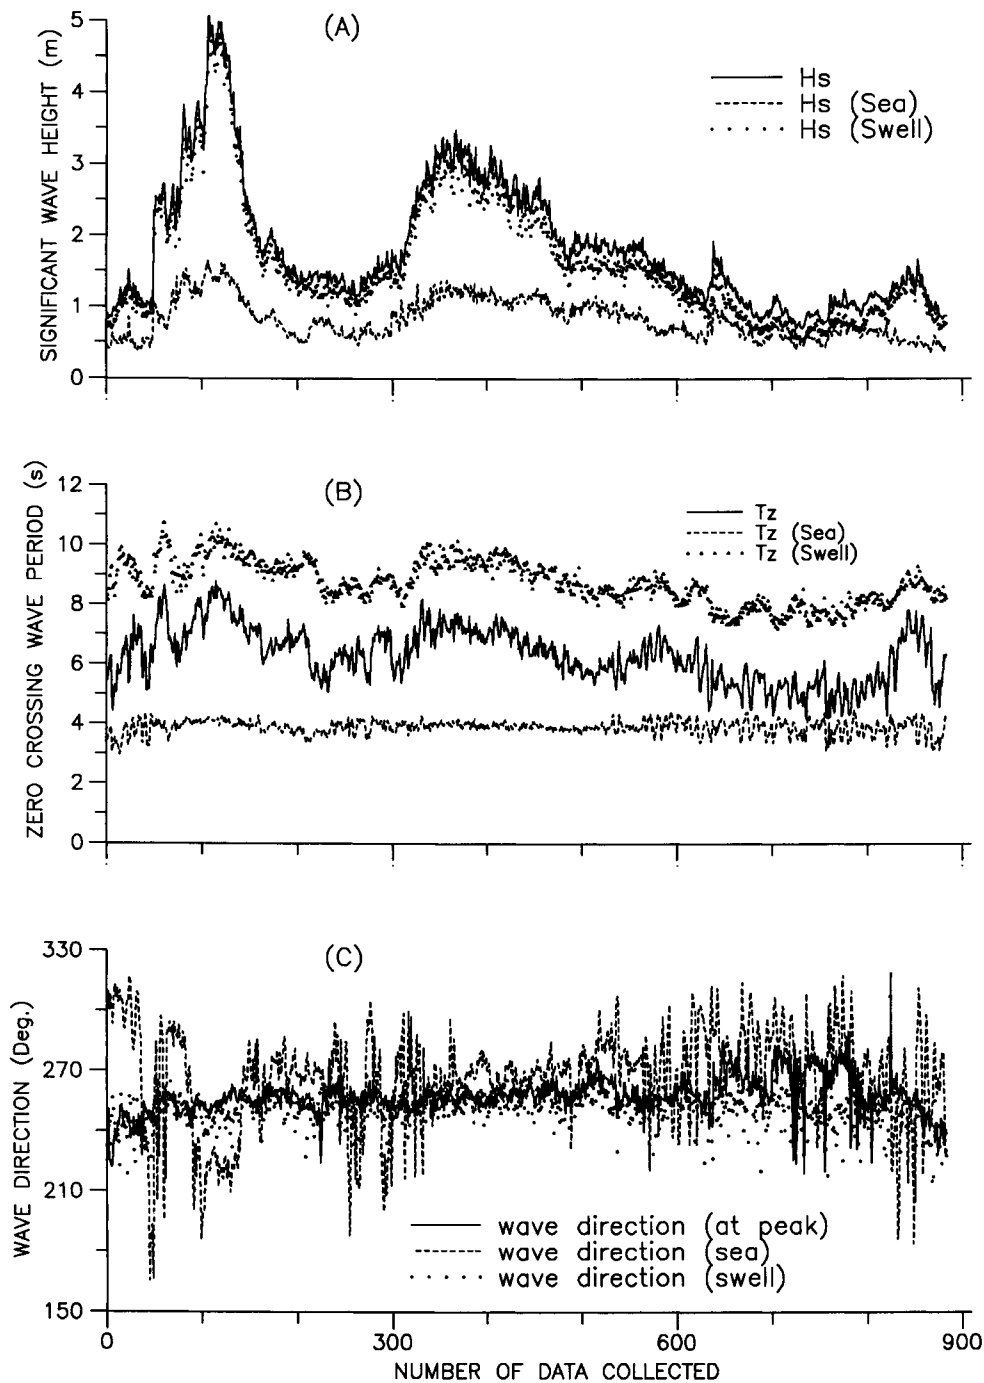 (A)
SIGNIFICANT WAVE HEIGHT (m)
5
4
3
2
1
0
Hs
Hs (Sea)
Hs (Swell)
(B)
ZERO CROSSING WAVE PERIOD (s)
12
10
8
6
4
2
0
Tz
Tz (Sea)
Tz (Swell)
(C)
WAVE DIRECTION (Deg.)
330
270
210
150
wave direction (at peak)
wave direction (sea)
wave direction (swell)
0 300 600 900
NUMBER OF DATA COLLECTED